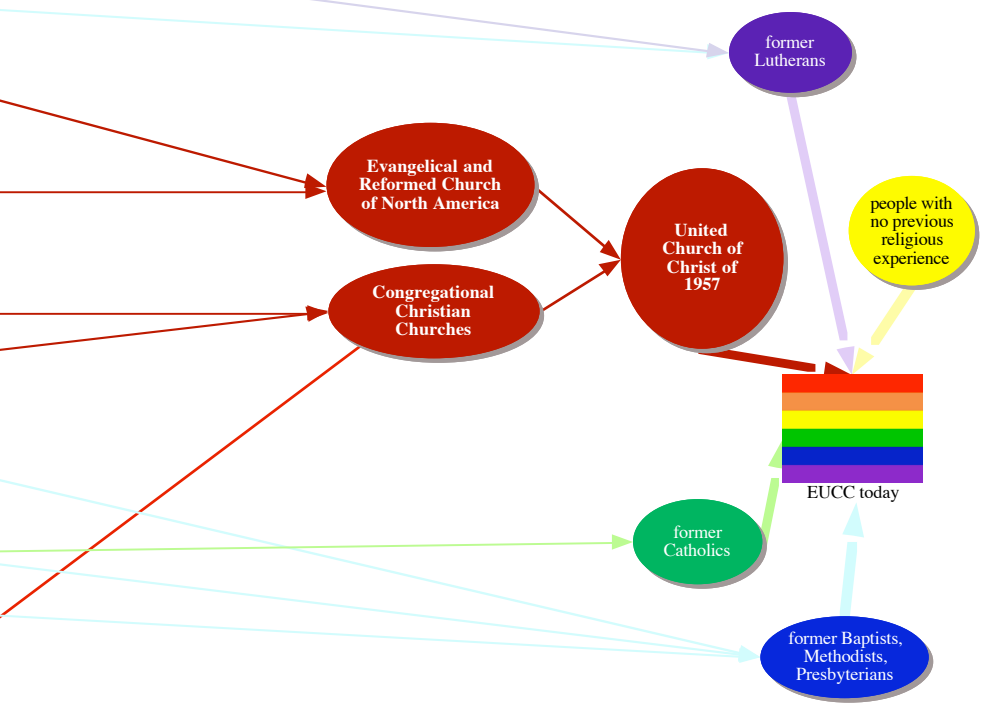 former
Lutherans
Evangelical and
Reformed Church
of North America
people with
no previous
religious
experience
United
Church of
Christ of
1957
Congregational
Christian
Churches
EUCC today
former
Catholics
former Baptists,
Methodists,
Presbyterians